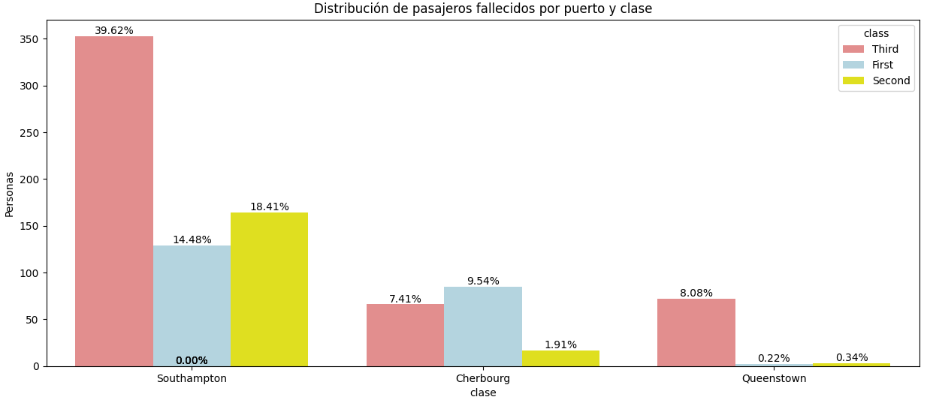 Distribución de pasajeros fallecidos por puerto y clase
Personas
350
300
250
200
150
100
50
0
39.62%
14.48%
0.00%
18.41%
7.41%
9.54%
1.91%
8.08%
0.22%
0.34%
class
Third
First
Second
Southampton
Cherbourg
Queenstown
clase